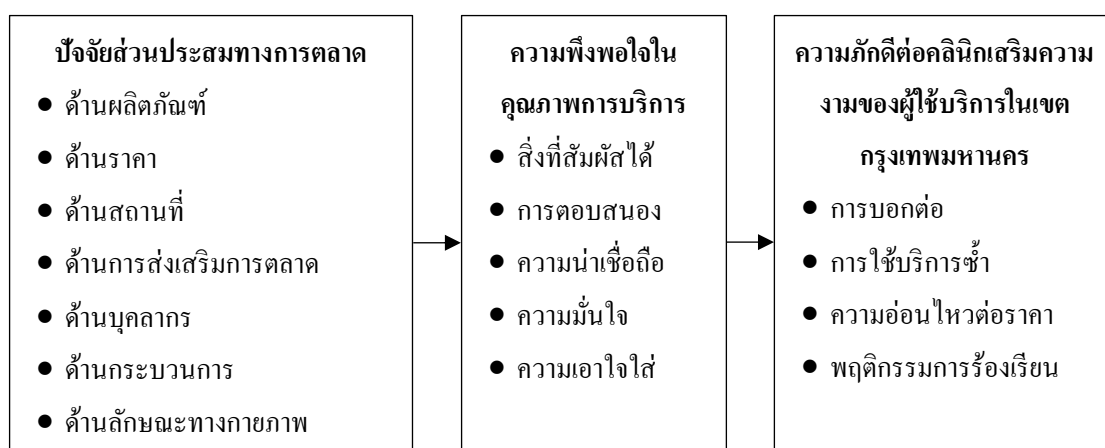 ปัจจัยส่วนประสมทางการตลาด
● ด้านผลิตภัณฑ์
● ด้านราคา
● ด้านสถานที่
● ด้านการส่งเสริมการตลาด
● ด้านบุคลากร
● ด้านกระบวนการ
● ด้านลักษณะทางกายภาพ
ความพึงพอใจใน
คุณภาพการบริการ
● สิ่งที่สัมผัสได้
● การตอบสนอง
● ความน่าเชื่อถือ
● ความมั่นใจ
● ความเอาใจใส่
ความภักดีต่อคลินิกเสริมความ
งามของผู้ใช้บริการในเขต
กรุงเทพมหานคร
● การบอกต่อ
● การใช้บริการซ้ำ
● ความอ่อนไหวต่อราคา
● พฤติกรรมการร้องเรียน